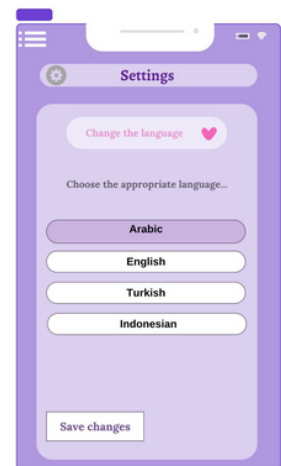 Settings
Change the language
Choose the appropriate language...
Arabic
English
Turkish
Indonesian
Save changes